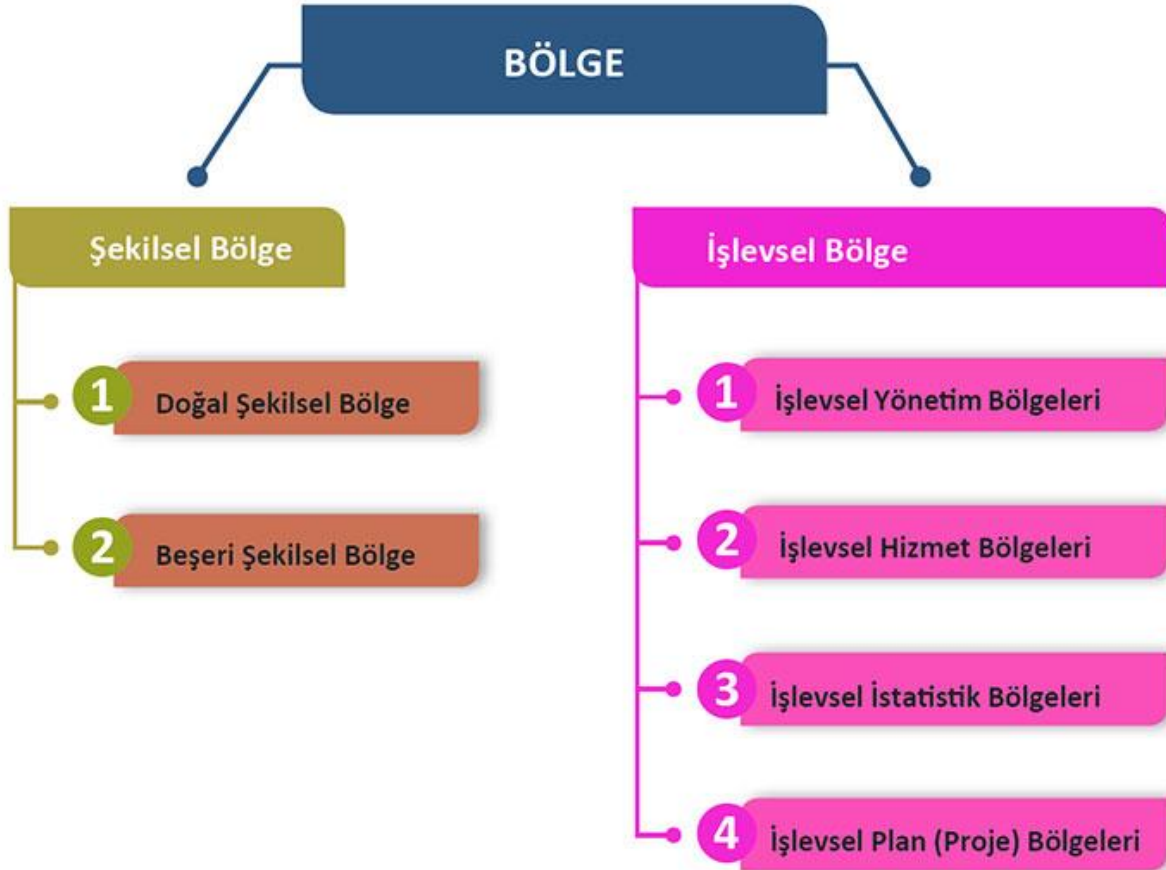 BÖLGE
Şekilsel Bölge
1 Doğal Şekilsel Bölge
2 Beşeri Şekilsel Bölge
İşlevsel Bölge
1 İşlevsel Yönetim Bölgeleri
2 İşlevsel Hizmet Bölgeleri
3 İşlevsel İstatistik Bölgeleri
4 İşlevsel Plan (Proje) Bölgeleri